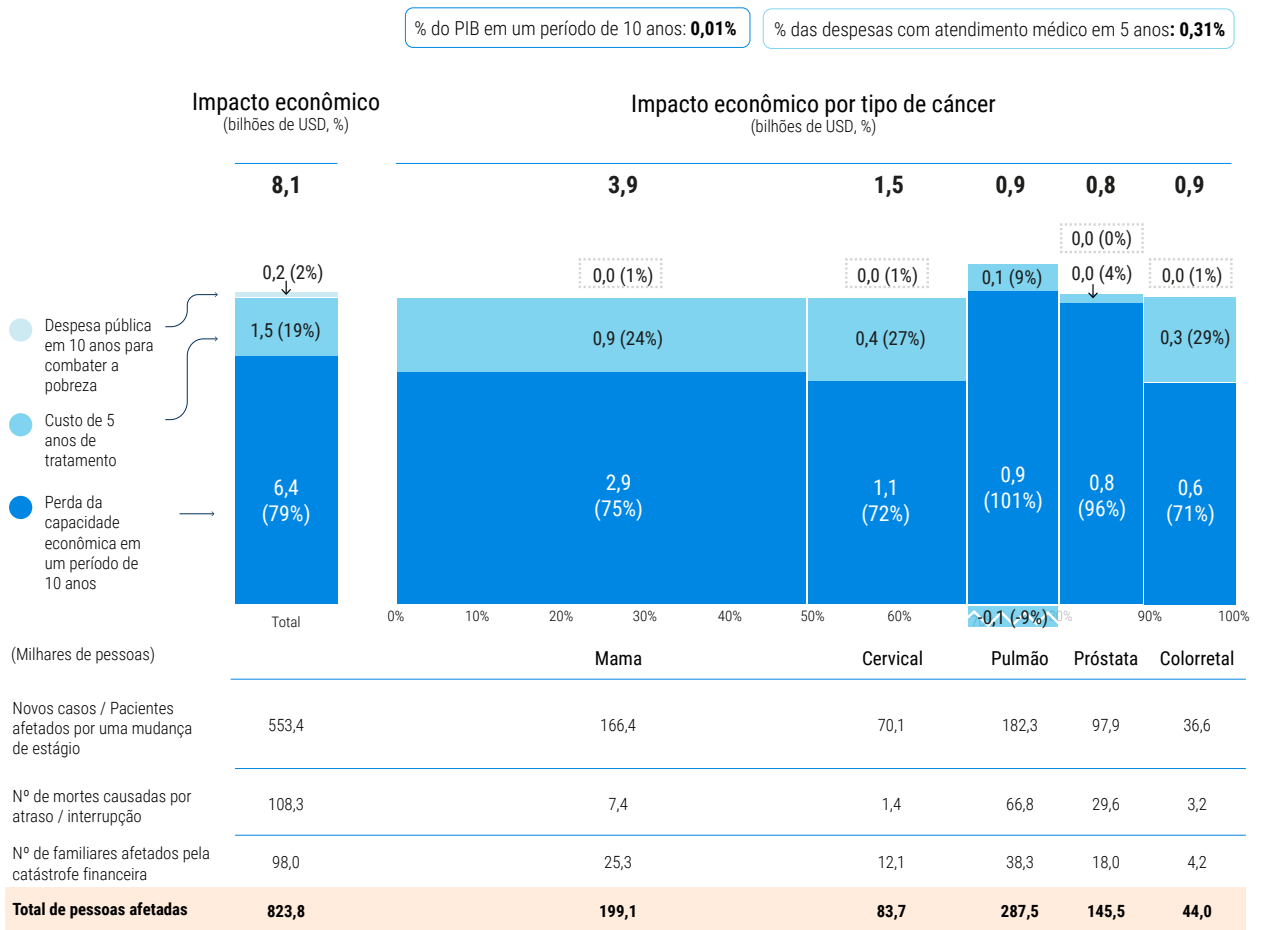 % do PIB em um período de 10 anos: 0,01%
% das despesas com atendimento médico em 5 anos: 0,31%
Impacto econômico
(bilhões de USD, %)
Impacto econômico por tipo de cáncer
(bilhões de USD, %)
8,1
3,9
1,5
0,9
0,8
0,9
0,0 (0%)
0,2 (2%)
0,0 (1%)
0,0 (1%)
0,1 (9%)
0,0 (4%)
0,0 (1%)
Despesa pública
em 10 anos para
combater a
pobreza
1,5 (19%)
0,9 (24%)
0,4 (27%)
0,3 (29%)
Custo de 5
anos de
tratamento
Perda da
capacidade
econômica em
um período de
10 anos
6,4
(79%)
2,9
(75%)
1,1
(72%)
0,9
(101%)
0,8
(96%)
0,6
(71%)
Total
0%
10%
20%
30%
40%
50%
60%
-0,1 (-9%)
90%
100%
(Milhares de pessoas)
Mama
Cervical
Pulmão
Próstata
Colorretal
Novos casos / Pacientes
afetados por uma mudança
de estágio
553,4
166,4
70,1
182,3
97,9
36,6
Nº de mortes causadas por
atraso / interrupção
108,3
7,4
1,4
66,8
29,6
3,2
Nº de familiares afetados pela
catástrofe financeira
98,0
25,3
12,1
38,3
18,0
4,2
Total de pessoas afetadas
823,8
199,1
83,7
287,5
145,5
44,0